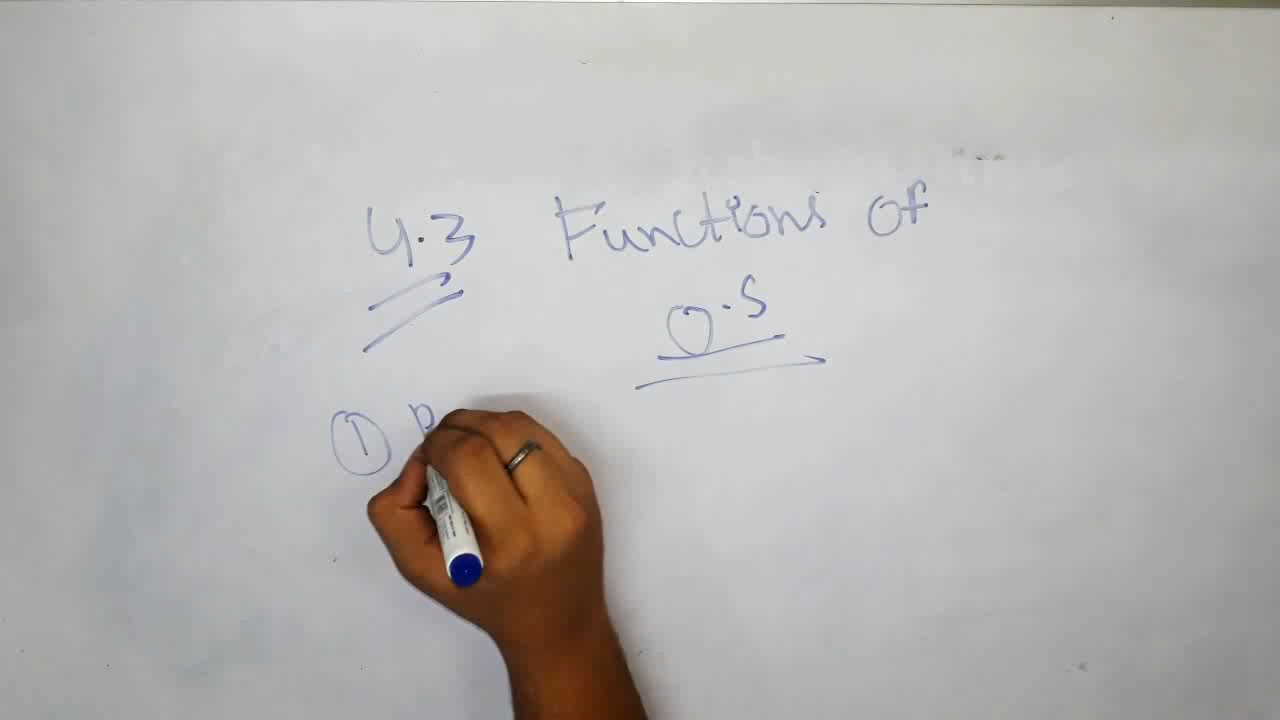 4.3 Functions of
O.S
① P